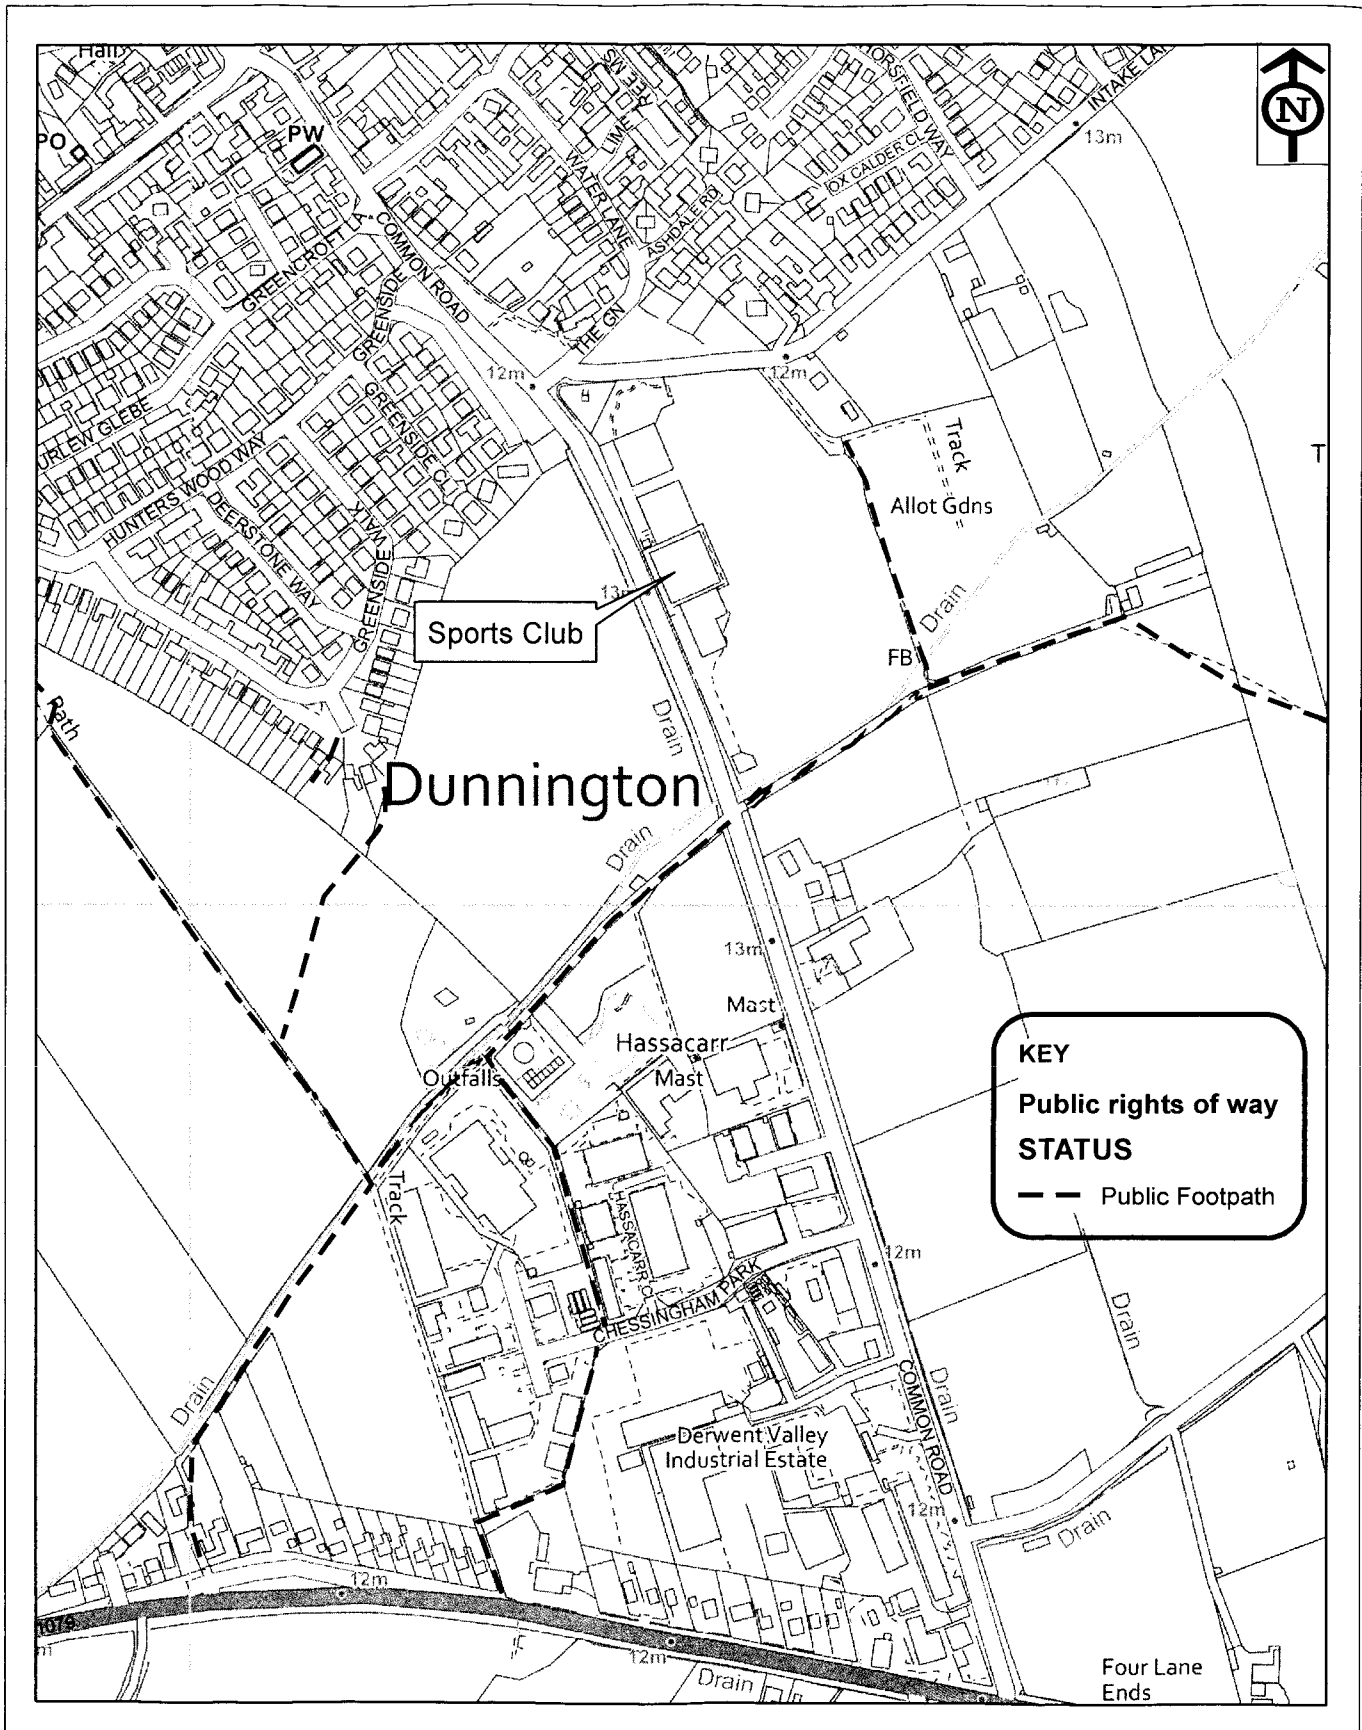 Hall
N
PO
PW
LIME
WATER LANE
ASHDALE RD
HORSFIELD WAY
OX CALDER CL
INTAKE LA
13m
GREENCROFT LA
COMMON ROAD
GREENSIDE
THE GN
12m
12m
URLEW GLEBE
HUNTERS WOOD WAY
GREENSIDE CL
DEERSTONE WAY
GREENSIDE WALK
Track
Allot Gdns
T
13m
Sports Club
Drain
FB
Path
Drain
Dunnington
Drain
13m
Mast
Hassacarr
Mast
Outfalls
KEY
Public rights of way
STATUS
Public Footpath
Track
HASSACARR CL
12m
CHESSINGHAM PARK
Drain
Drain
COMMON ROAD
Drain
Derwent Valley
Industrial Estate
12m
Drain
12m
1079
m
12m
Drain
Four Lane
Ends